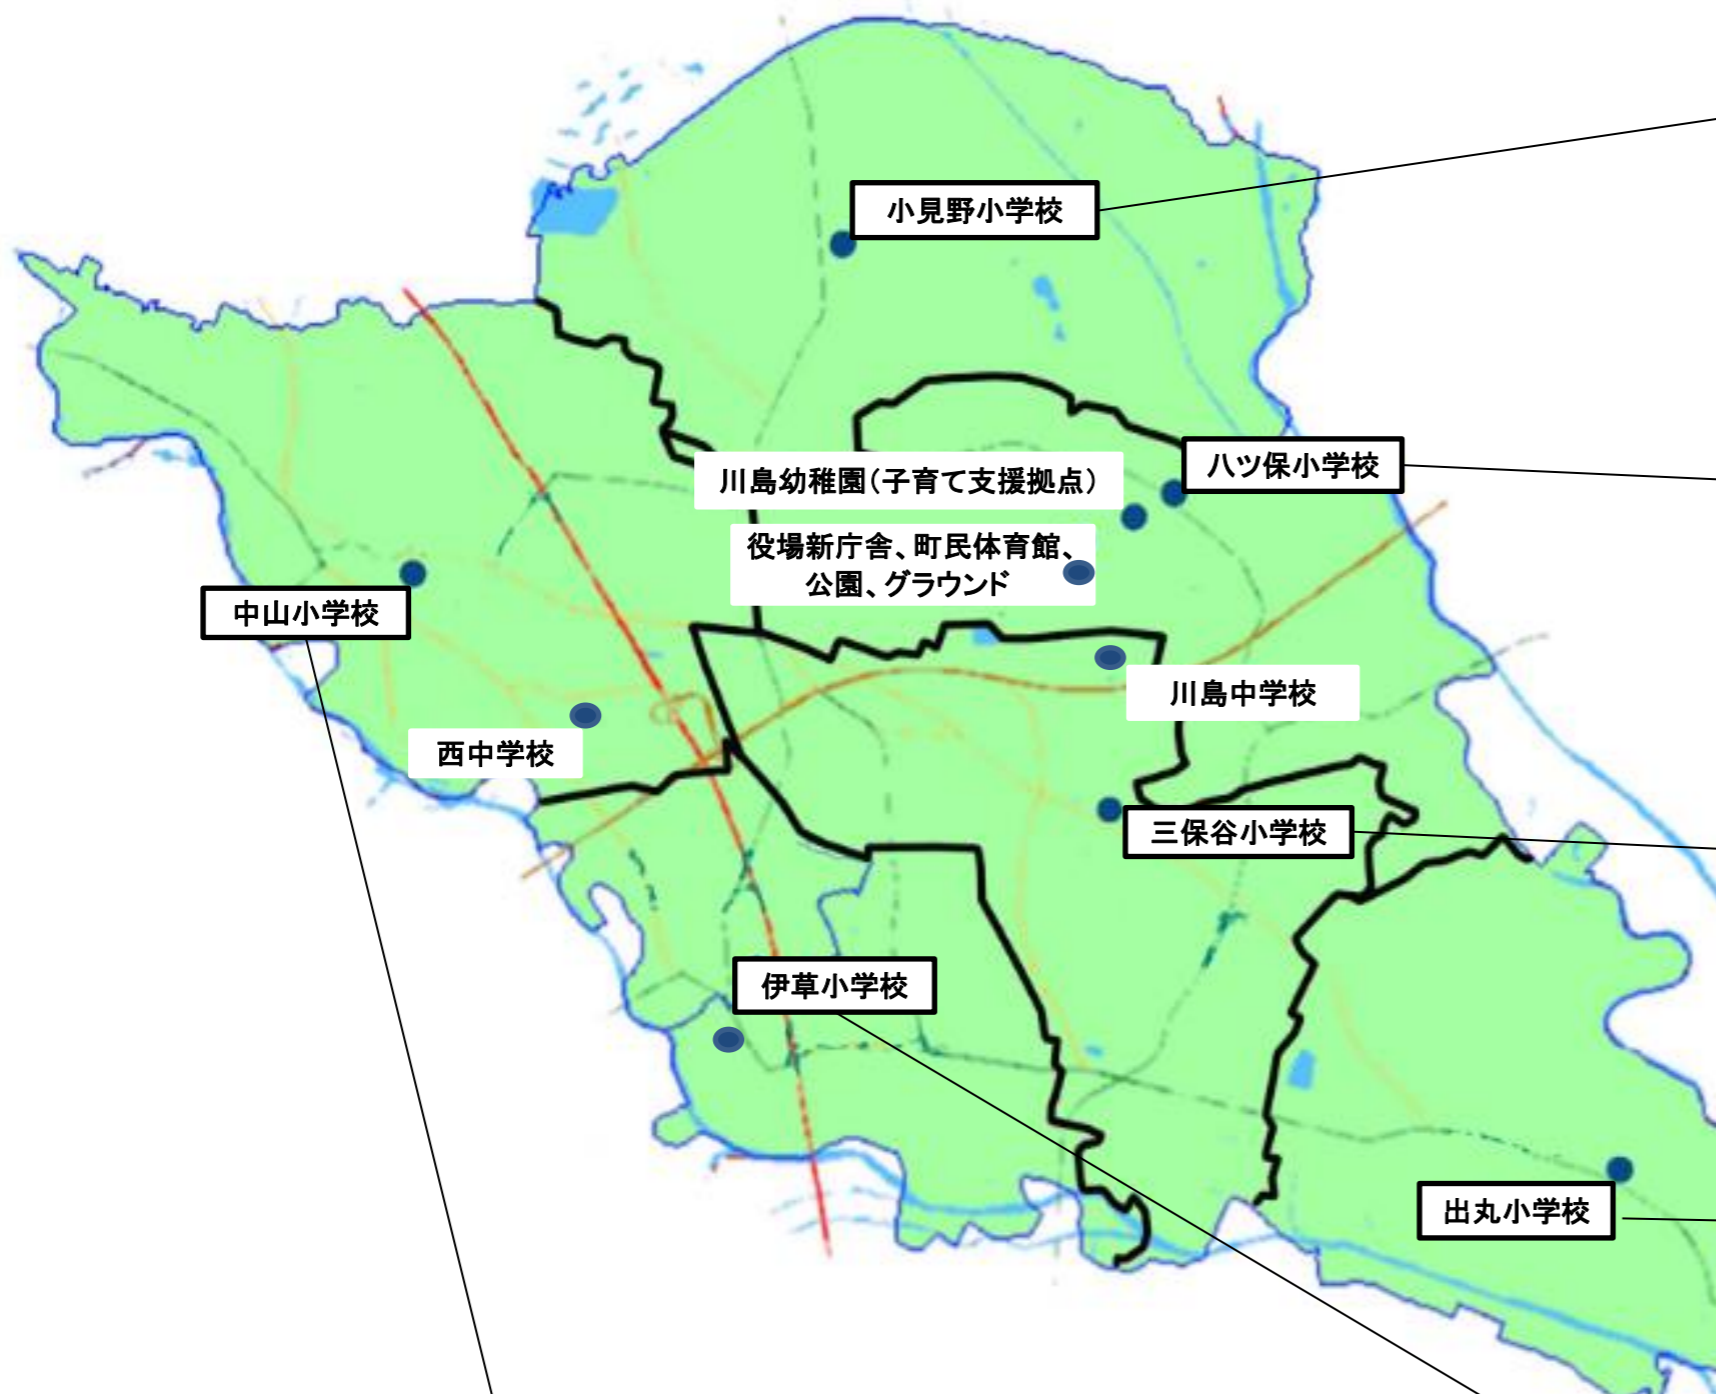 小見野小学校
八ツ保小学校
川島幼稚園（子育て支援拠点）
役場新庁舎、町民体育館、
公園、グラウンド
中山小学校
川島中学校
西中学校
三保谷小学校
伊草小学校
出丸小学校